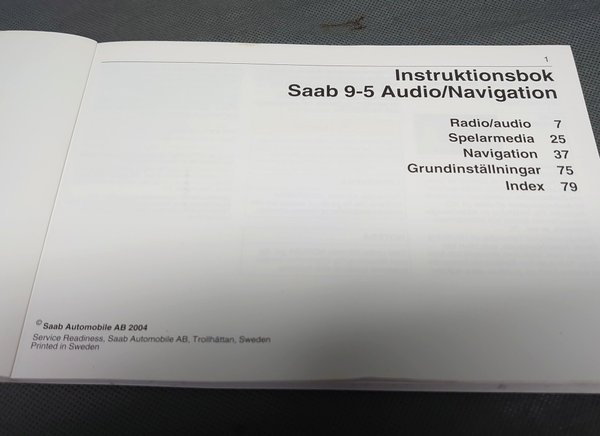 1
Instruktionsbok
Saab 9-5 Audio/Navigation
Radio/audio 7
Spelarmedia 25
Navigation 37
Grundinställningar 75
Index 79
© Saab Automobile AB 2004
Service Readiness, Saab Automobile AB, Trollhättan, Sweden
Printed in Sweden